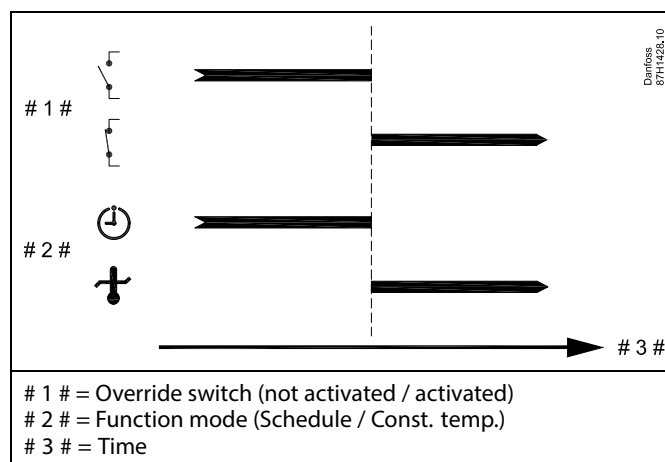 Danfoss
87H1428.10
# 1 #
# 2 #
# 3 #
# 1 # = Override switch (not activated / activated)
# 2 # = Function mode (Schedule / Const. temp.)
# 3 # = Time